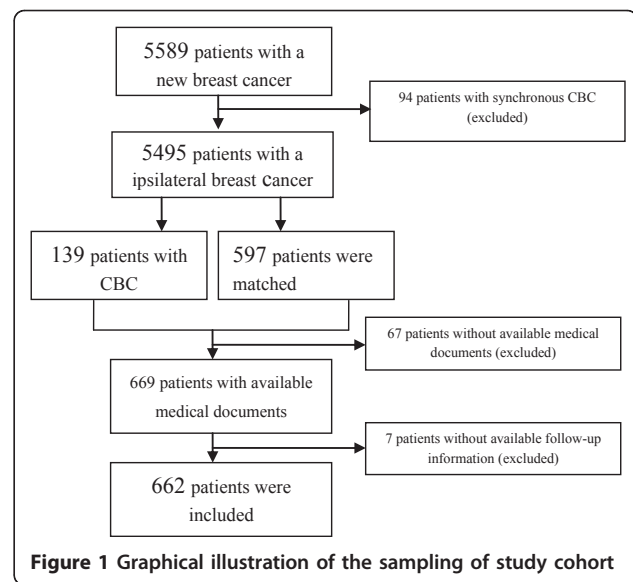 5589 patients with a
new breast cancer
94 patients with synchronous CBC
(excluded)
5495 patients with a
ipsilateral breast cancer
139 patients with
CBC
597 patients were
matched
67 patients without available medical
documents (excluded)
669 patients with available
medical documents
7 patients without available follow-up
information (excluded)
662 patients were
included
Figure 1 Graphical illustration of the sampling of study cohort